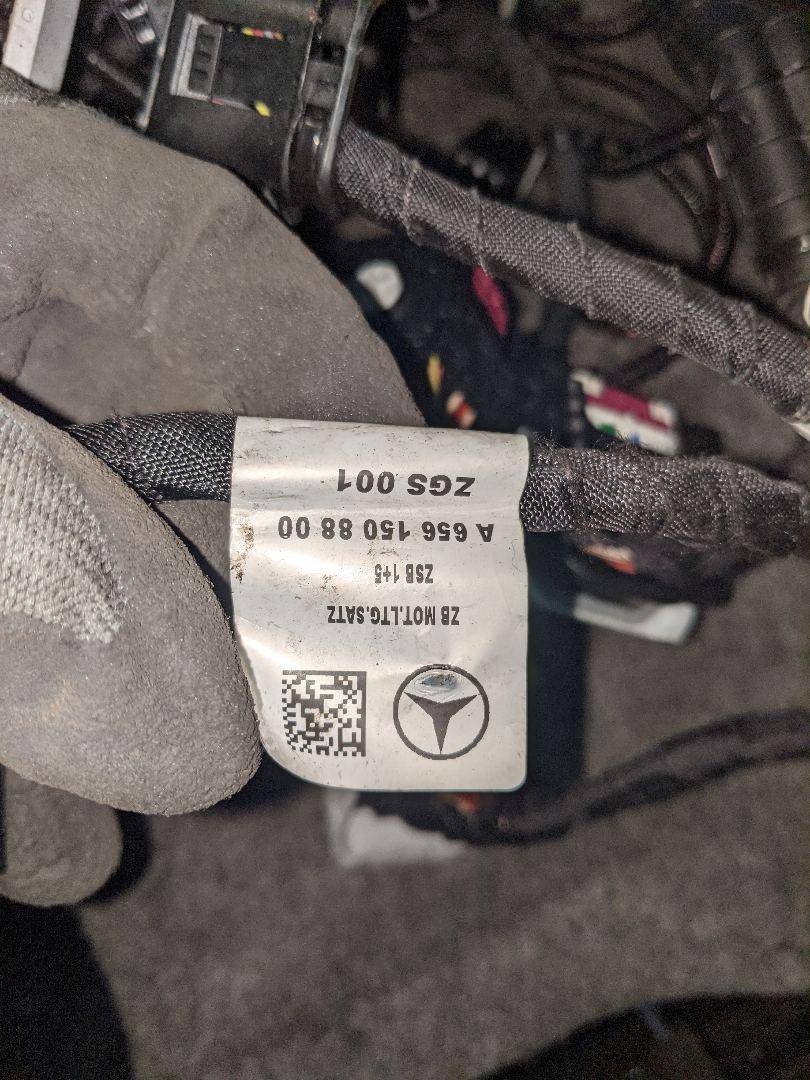 ZB MOT.LTG.SATZ
ZSB 1+5
A 656 150 88 00
ZGS 001